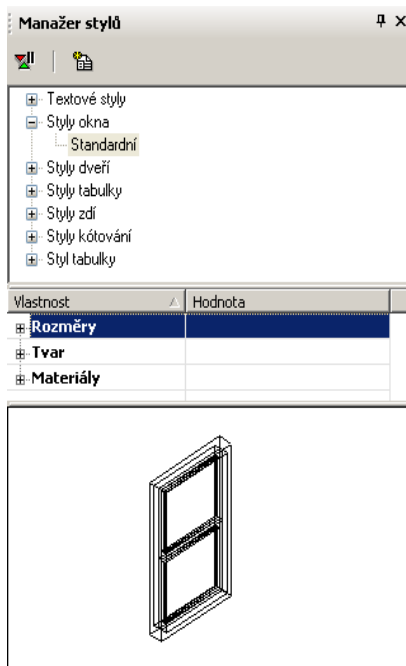 Manažer stylů
Textové styly
Styly okna
Standardní
Styly dveří
Styly tabulky
Styly zdí
Styly kótování
Styl tabulky
Vlastnost Hodnota
Rozměry
Tvar
Materiály